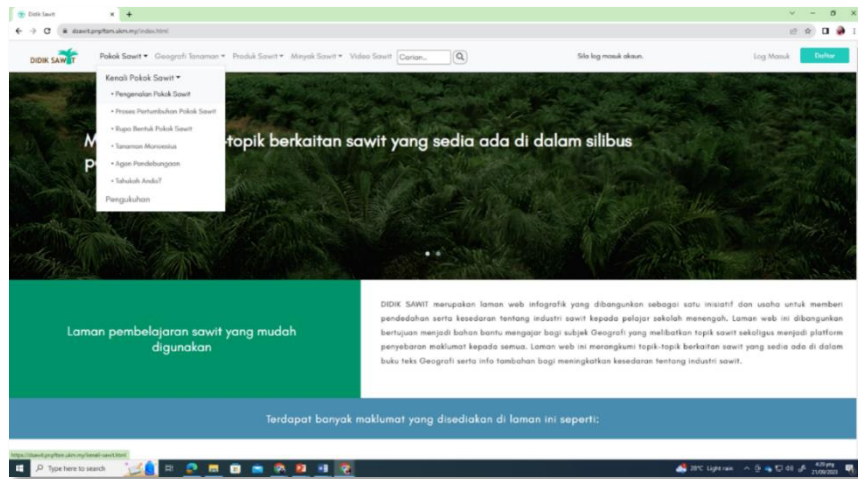 Didik Sawit
dsawit.pnpftsm.ukm.my/index.html
DIDIK SAWIT
Pokok Sawit
Geografi Tanaman
Produk Sawit
Minyak Sawit
Video Sawit
Carian...
Sila log masuk akaun.
Log Masuk
Daftar
Kenali Pokok Sawit
• Pengenalan Pokok Sawit
• Proses Pertumbuhan Pokok Sawit
• Rupa Bentuk Pokok Sawit
• Tanaman Monoesius
• Agen Pendebungaan
• Tahukah Anda?
Pengukuhan
M
-topik berkaitan sawit yang sedia ada di dalam silibus
p
Laman pembelajaran sawit yang mudah
digunakan
DIDIK SAWIT merupakan laman web infografik yang dibangunkan sebagai satu inisiatif dan usaha untuk memberi
pendedahan serta kesedaran tentang industri sawit kepada pelajar sekolah menengah. Laman web ini dibangunkan
bertujuan menjadi bahan bantu mengajar bagi subjek Geografi yang melibatkan topik sawit sekaligus menjadi platform
penyebaran maklumat kepada semua. Laman web ini merangkumi topik-topik berkaitan sawit yang sedia ada di dalam
buku teks Geografi serta info tambahan bagi meningkatkan kesedaran tentang industri sawit.
Terdapat banyak maklumat yang disediakan di laman ini seperti:
Type here to search
28°C Light rain
21/09/2023